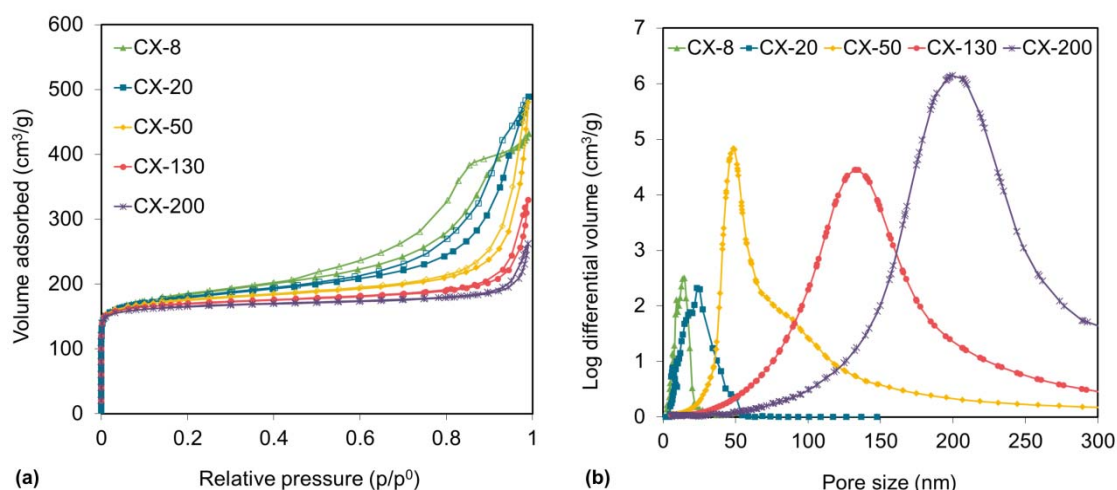 600
500
400
300
200
100
0
Volume adsorbed (cm³/g)
CX-8
CX-20
CX-50
CX-130
CX-200
0 0.2 0.4 0.6 0.8 1
Relative pressure (p/p⁰)
(a)
7
6
5
4
3
2
1
0
Log differential volume (cm³/g)
CX-8 CX-20 CX-50 CX-130 CX-200
0 50 100 150 200 250 300
Pore size (nm)
(b)